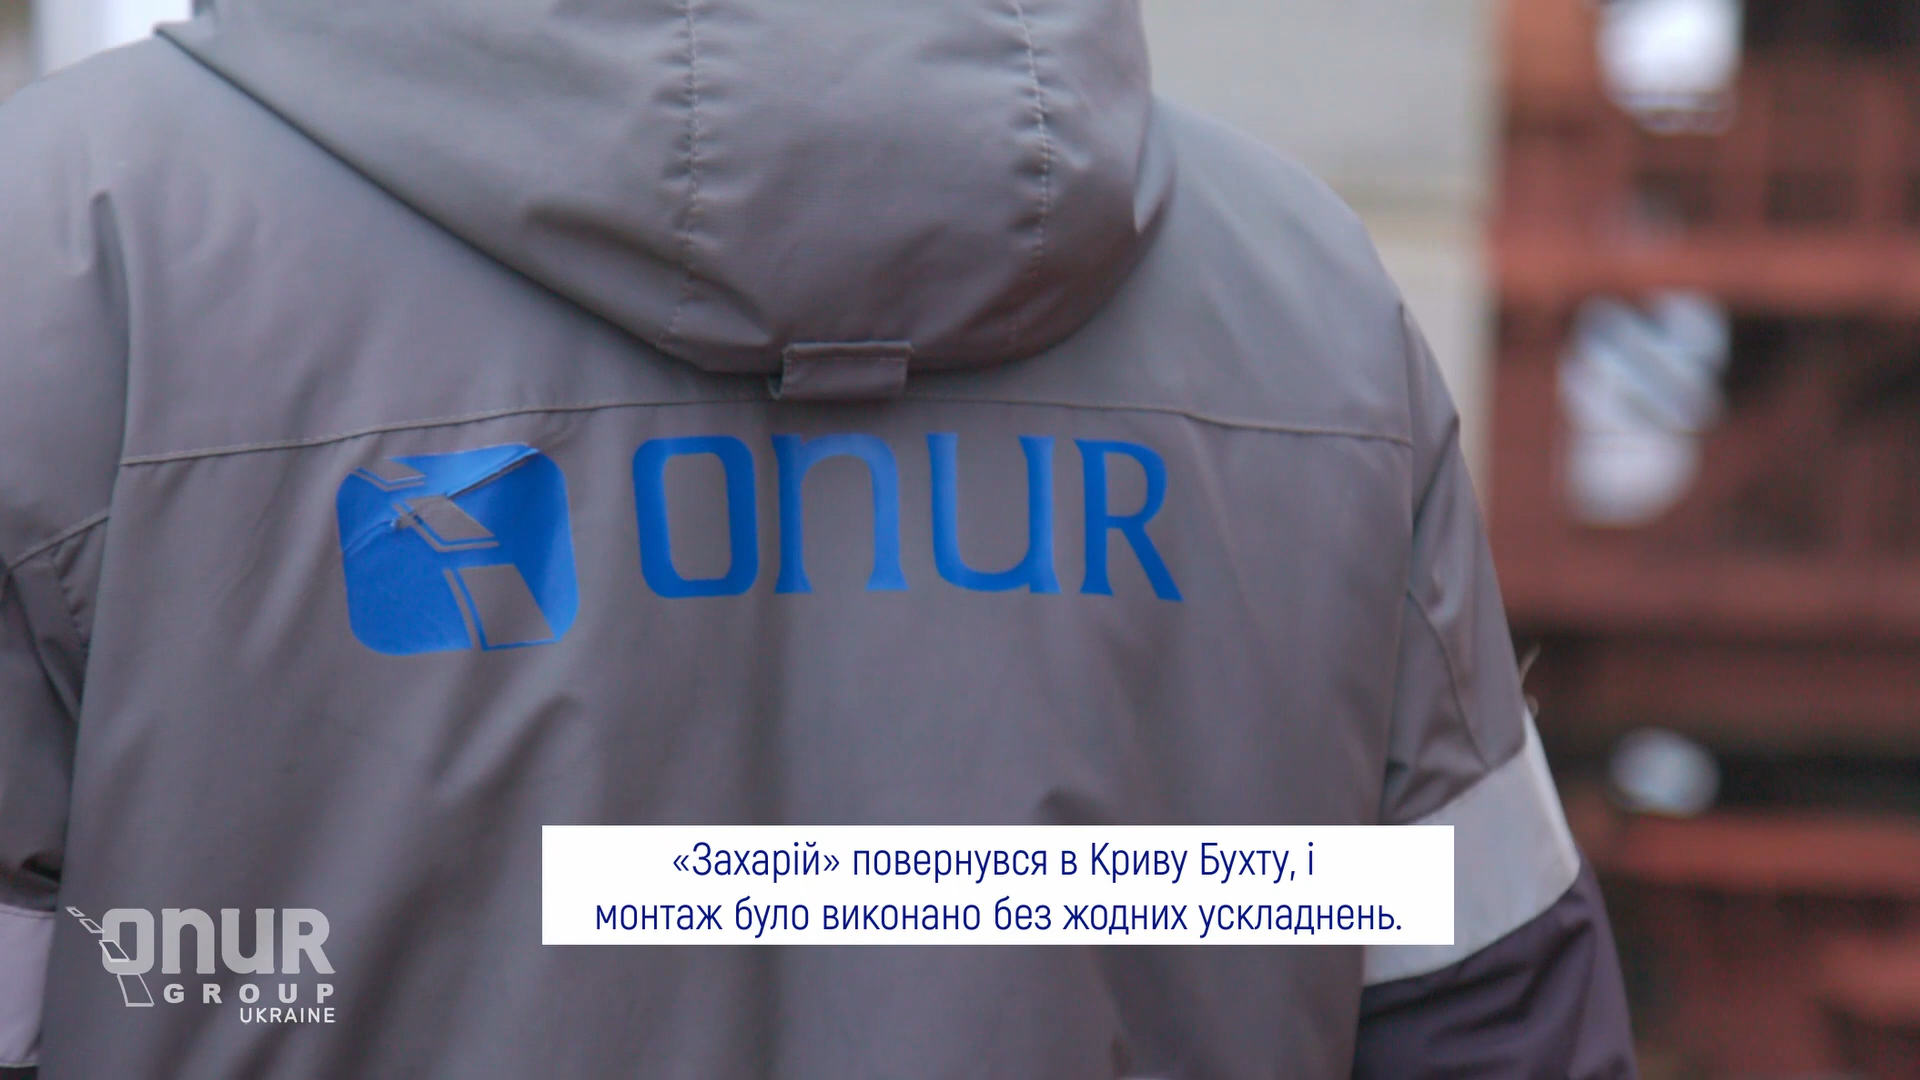 onur
«Захарій» повернувся в Криву Бухту, і
монтаж було виконано без жодних ускладнень.
onur
GROUP
UKRAINE